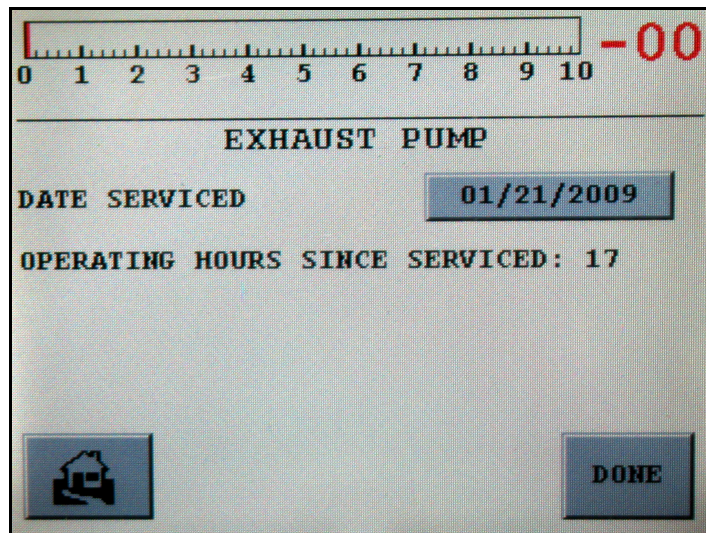 -00
0 1 2 3 4 5 6 7 8 9 10
EXHAUST PUMP
DATE SERVICED 01/21/2009
OPERATING HOURS SINCE SERVICED: 17
DONE